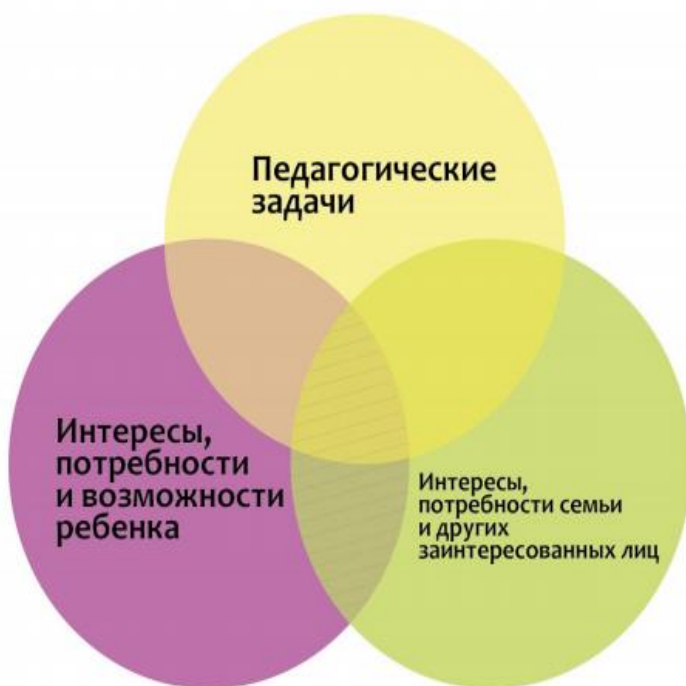 Педагогические
задачи
Интересы,
потребности
и возможности
ребенка
Интересы,
потребности семьи
и других
заинтересованных лиц